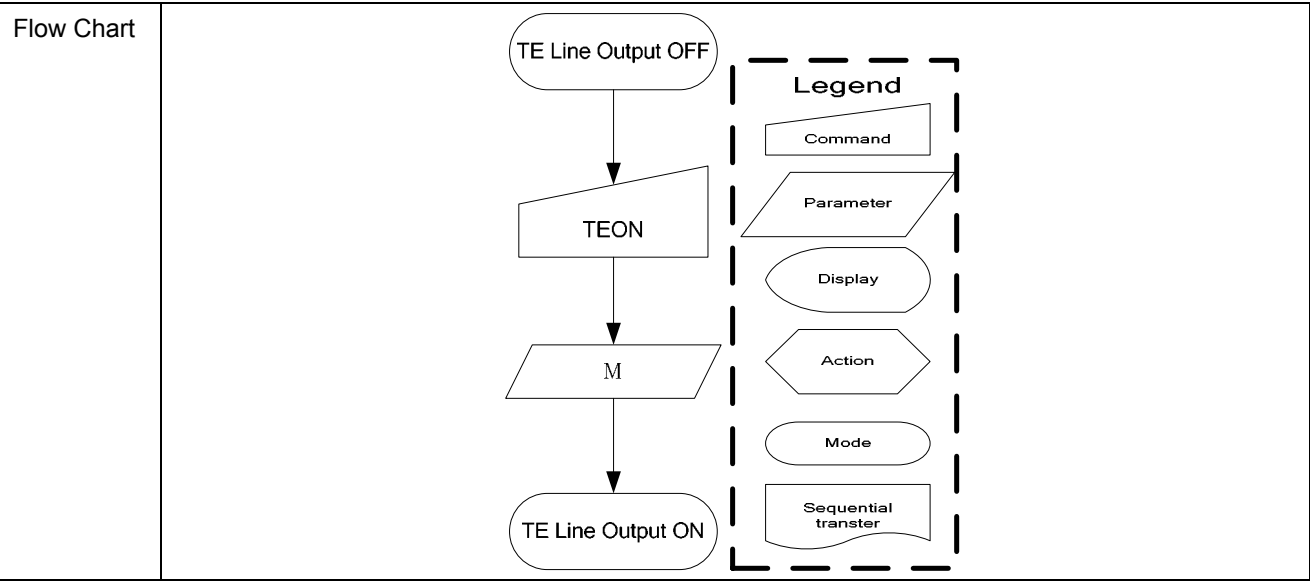 Flow Chart
TE Line Output OFF
TEON
M
TE Line Output ON
Legend
Command
Parameter
Display
Action
Mode
Sequential
transter